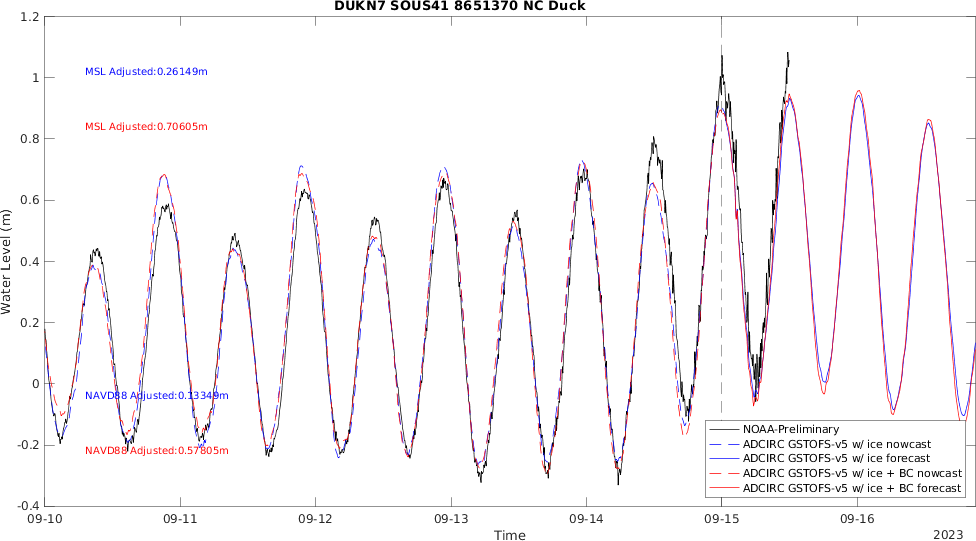 DUKN7 SOUS41 8651370 NC Duck
1.2
1
0.8
0.6
0.4
0.2
0
-0.2
-0.4
Water Level (m)
MSL Adjusted:0.26149m
MSL Adjusted:0.70605m
NAVD88 Adjusted:0.13349m
NAVD88 Adjusted:0.57805m
NOAA-Preliminary
ADCIRC GSTOFS-v5 w/ ice nowcast
ADCIRC GSTOFS-v5 w/ ice forecast
ADCIRC GSTOFS-v5 w/ ice + BC nowcast
ADCIRC GSTOFS-v5 w/ ice + BC forecast
09-10 09-11 09-12 09-13 09-14 09-15 09-16
Time
2023